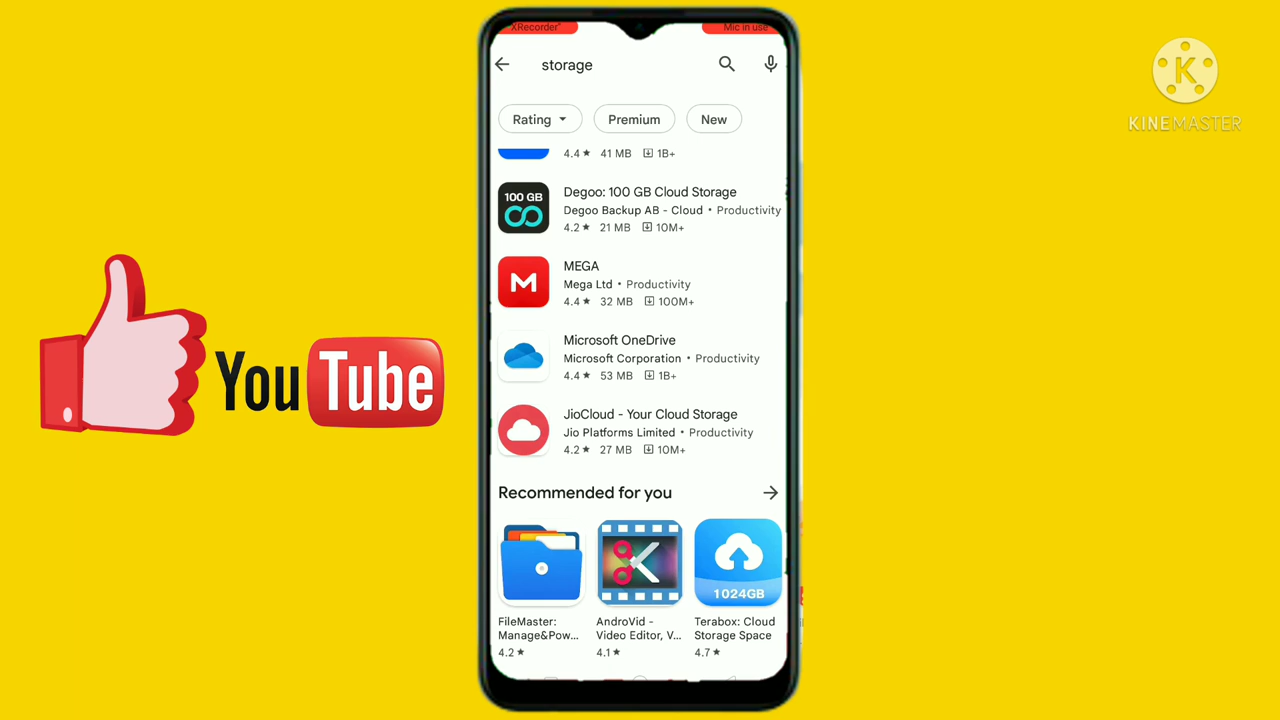 XRecorder
Mic in use
storage
Rating
Premium
New
4.4★ 41 MB 1B+
100 GB
Degoo: 100 GB Cloud Storage
Degoo Backup AB - Cloud • Productivity
4.2★ 21 MB 10M+
M
MEGA
Mega Ltd • Productivity
4.4★ 32 MB 100M+
Microsoft OneDrive
Microsoft Corporation • Productivity
4.4★ 53 MB 1B+
JioCloud - Your Cloud Storage
Jio Platforms Limited • Productivity
4.2★ 27 MB 10M+
Recommended for you
1024GB
FileMaster:
Manage&Pow...
4.2★
AndroVid -
Video Editor, V...
4.1★
Terabox: Cloud
Storage Space
4.7★
YouTube
K
KINEMASTER